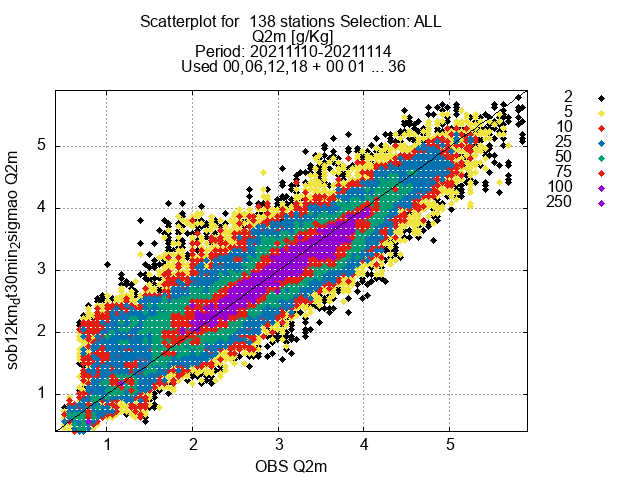 Scatterplot for 138 stations Selection: ALL
Q2m [g/Kg]
Period: 20211110-20211114
Used 00,06,12,18 + 00 01 ... 36
2
5
10
25
50
75
100
250
5
4
3
2
1
sob12km_dt30min_2sigmao Q2m
1 2 3 4 5
OBS Q2m